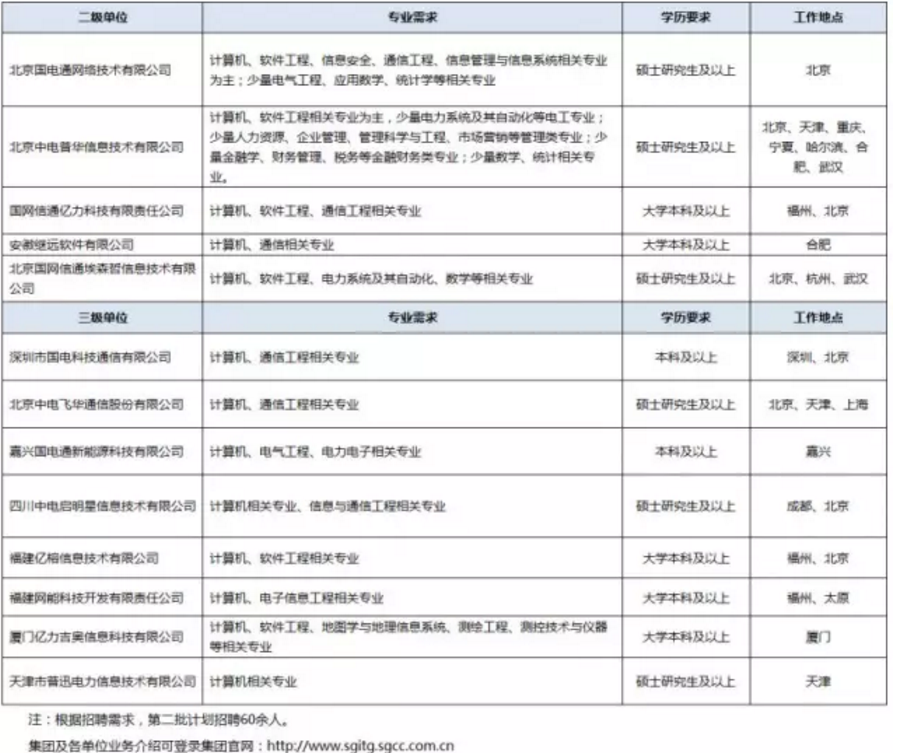 二级单位 专业需求 学历要求 工作地点
北京国电通网络技术有限公司 计算机、软件工程、信息安全、通信工程、信息管理与信息系统相关专业 硕士研究生及以上 北京
为主；少量电气工程、应用数学、统计学等相关专业
北京中电普华信息技术有限公司 计算机、软件工程相关专业为主，少量电力系统及其自动化等电工专业； 硕士研究生及以上 北京、天津、重庆、
少量人力资源、企业管理、管理科学与工程、市场营销等管理类专业；少 宁夏、哈尔滨、合
量金融学、财务管理、税务等金融财务类专业；少量数学、统计相关专 肥、武汉
业。
国网信通亿力科技有限责任公司 计算机、软件工程、通信工程相关专业 大学本科及以上 福州、北京
安徽继远软件有限公司 计算机、通信相关专业 大学本科及以上 合肥
北京国网信通埃森哲信息技术有限 计算机、软件工程、电力系统及其自动化、数学等相关专业 硕士研究生及以上 北京、杭州、武汉
公司
三级单位 专业需求 学历要求 工作地点
深圳市国电科技通信有限公司 计算机、通信工程相关专业 本科及以上 深圳、北京
北京中电飞华通信股份有限公司 计算机、通信工程相关专业 硕士研究生及以上 北京、天津、上海
嘉兴国电通新能源科技有限公司 计算机、电气工程、电力电子相关专业 本科及以上 嘉兴
四川中电启明星信息技术有限公司 计算机相关专业、信息与通信工程相关专业 硕士研究生及以上 成都、北京
福建亿榕信息技术有限公司 计算机、软件工程相关专业 大学本科及以上 福州、北京
福建网能科技开发有限责任公司 计算机、电子信息工程相关专业 大学本科及以上 福州、太原
厦门亿力吉奥信息科技有限公司 计算机、软件工程、地图学与地理信息系统、测绘工程、测控技术与仪器 大学本科及以上 厦门
等相关专业
天津市普迅电力信息技术有限公司 计算机相关专业 硕士研究生及以上 天津
注：根据招聘需求，第二批计划招聘60余人。
集团及各单位业务介绍可登录集团官网：http://www.sgitg.sgcc.com.cn